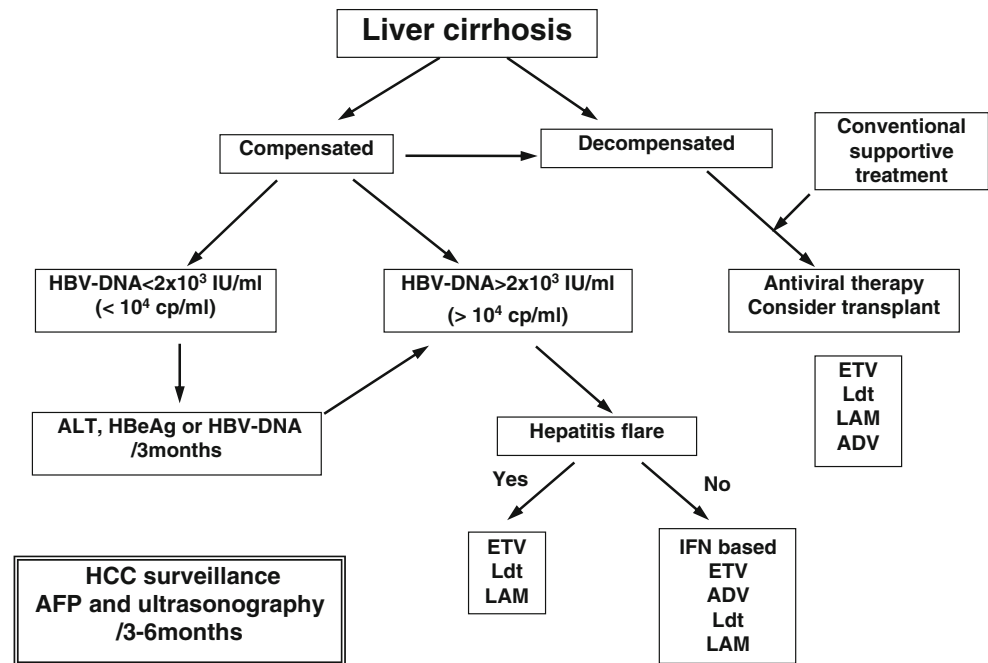 Liver cirrhosis
Compensated
Decompensated
Conventional
supportive
treatment
HBV-DNA<2x10³ IU/ml
(< 10⁴ cp/ml)
HBV-DNA>2x10³ IU/ml
(> 10⁴ cp/ml)
Antiviral therapy
Consider transplant
ETV
Ldt
LAM
ADV
ALT, HBeAg or HBV-DNA
/3months
Hepatitis flare
Yes
No
ETV
Ldt
LAM
IFN based
ETV
ADV
Ldt
LAM
HCC surveillance
AFP and ultrasonography
/3-6months